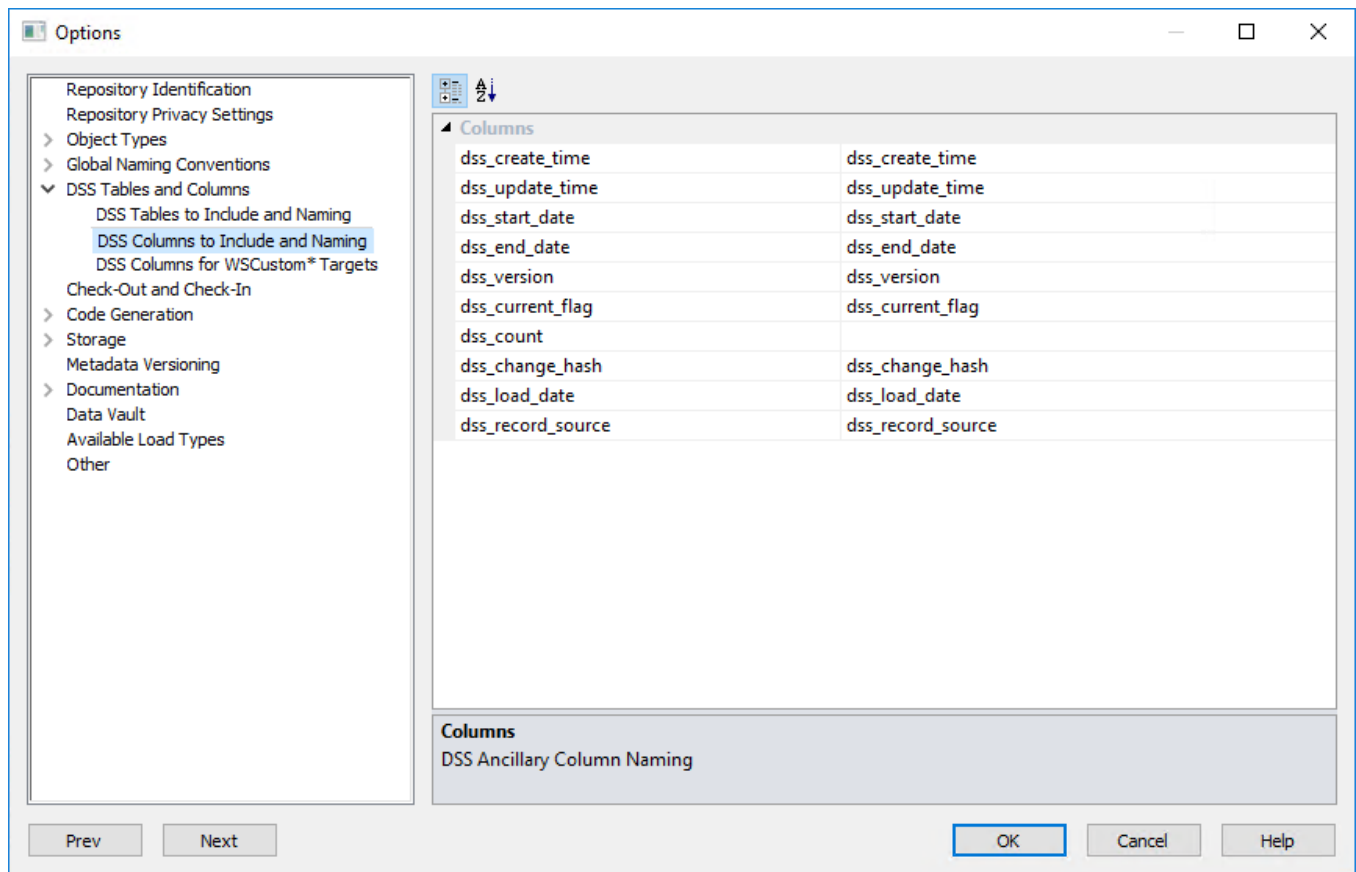 Options
Repository Identification
Repository Privacy Settings
Object Types
Global Naming Conventions
DSS Tables and Columns
DSS Tables to Include and Naming
DSS Columns to Include and Naming
DSS Columns for WSCustom* Targets
Check-Out and Check-In
Code Generation
Storage
Metadata Versioning
Documentation
Data Vault
Available Load Types
Other
Columns
dss_create_time dss_create_time
dss_update_time dss_update_time
dss_start_date dss_start_date
dss_end_date dss_end_date
dss_version dss_version
dss_current_flag dss_current_flag
dss_count
dss_change_hash dss_change_hash
dss_load_date dss_load_date
dss_record_source dss_record_source
Columns
DSS Ancillary Column Naming
Prev Next OK Cancel Help